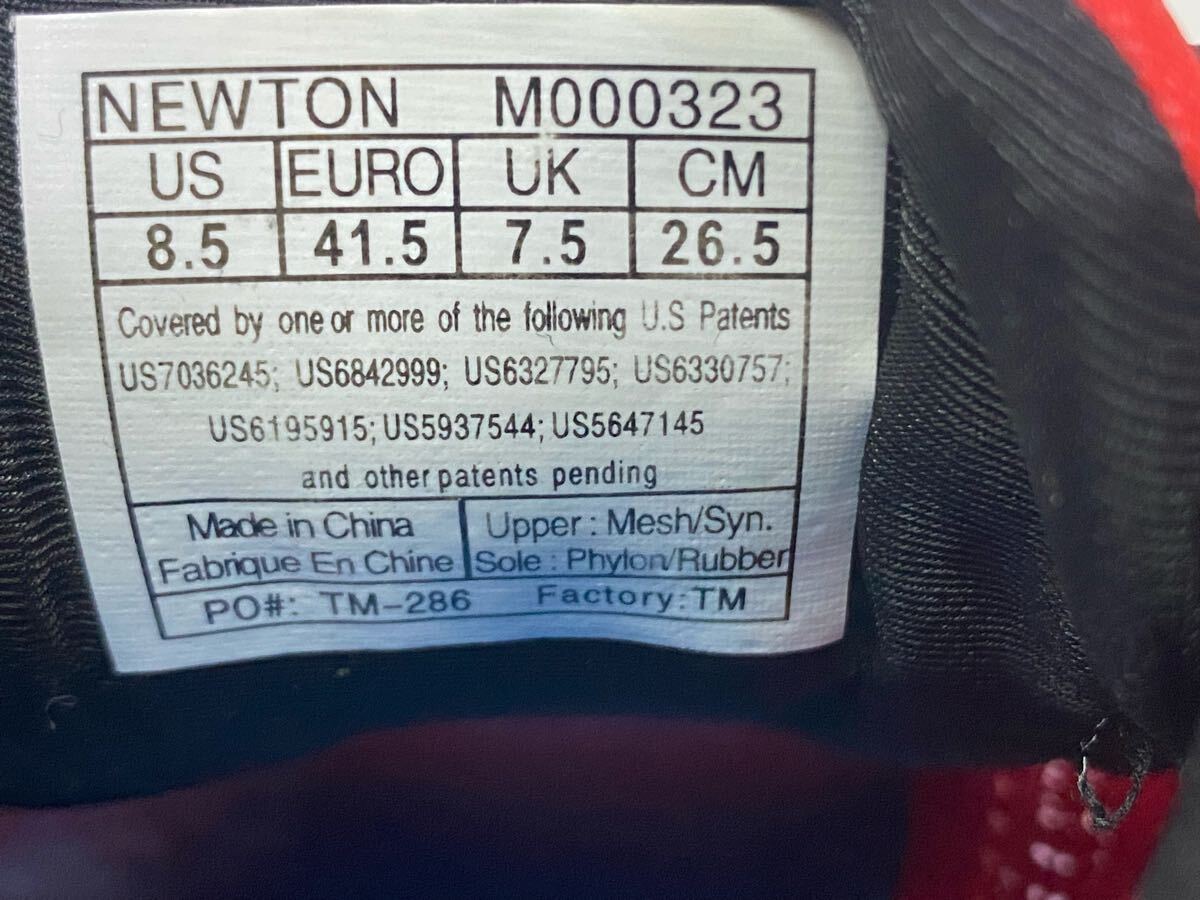 NEWTON M000323
US EURO UK CM
8.5 41.5 7.5 26.5
Covered by one or more of the following U.S Patents
US7036245; US6842999; US6327795; US6330757;
US6195915; US5937544; US5647145
and other patents pending
Made in China
Fabrique En Chine
Upper : Mesh/Syn.
Sole : Phylon/Rubber
PO#: TM-286 Factory: TM